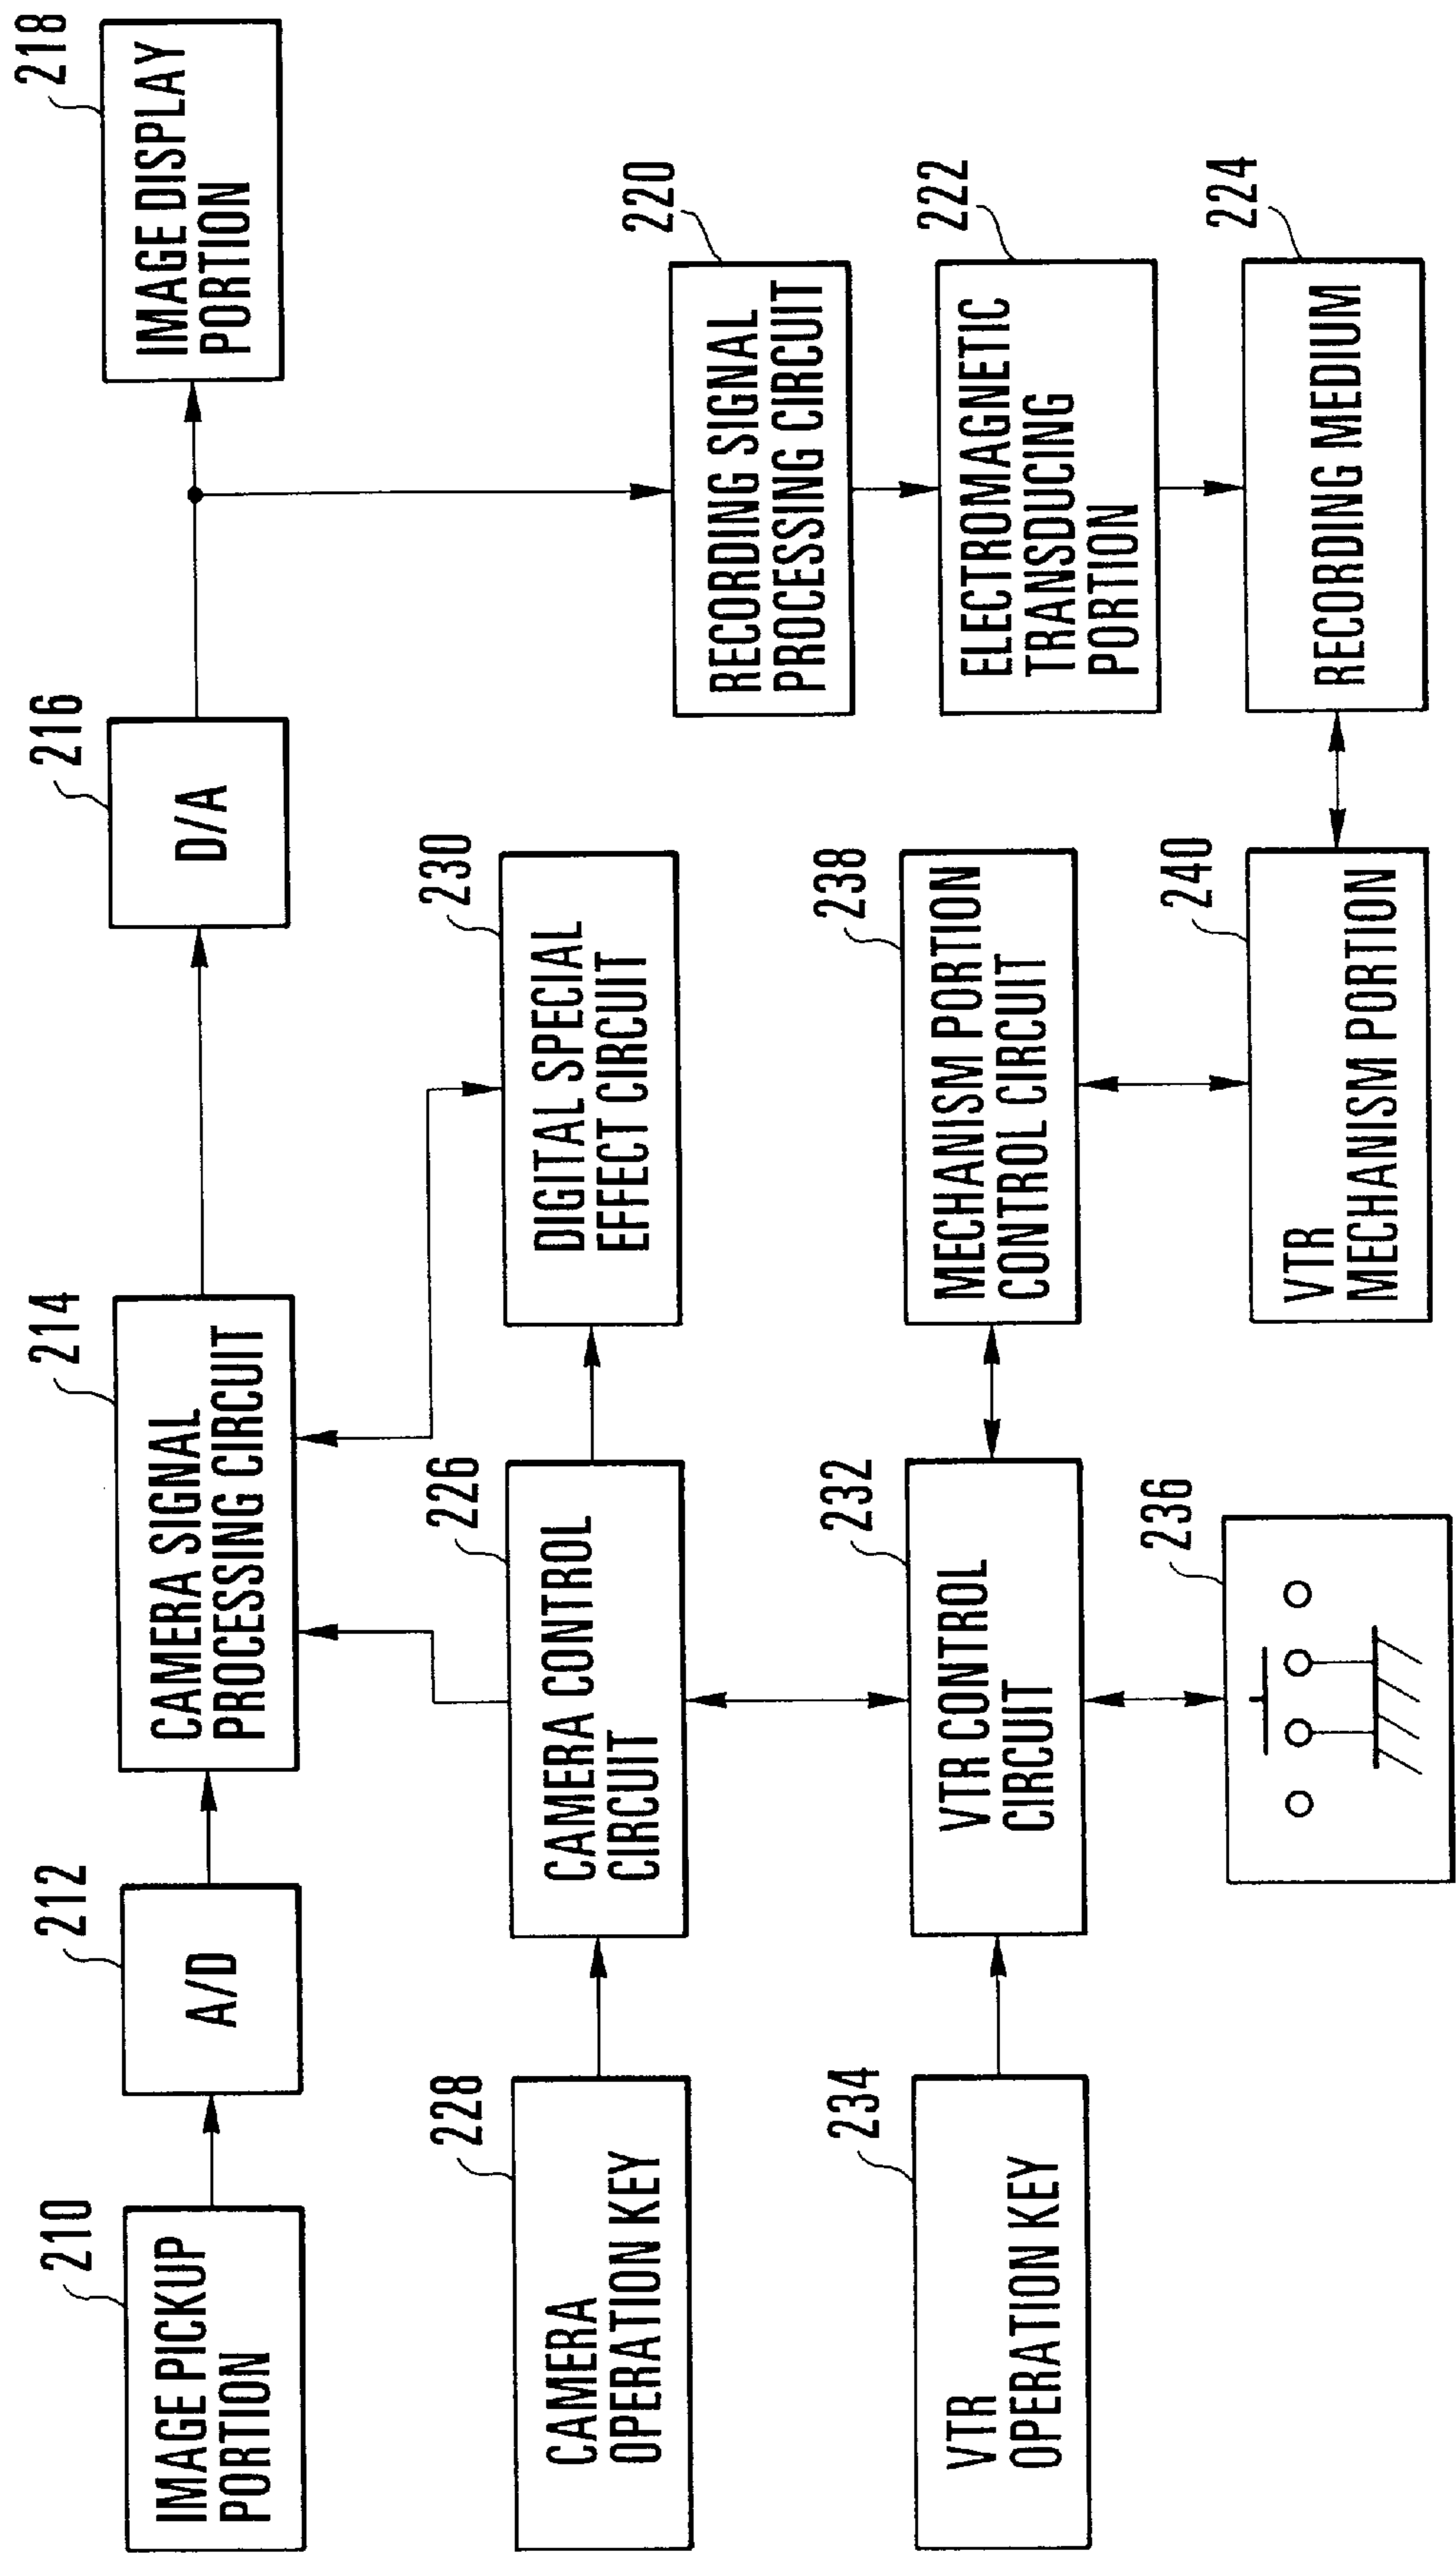 210
IMAGE PICKUP
PORTION
212
A/D
214
CAMERA SIGNAL
PROCESSING CIRCUIT
216
D/A
218
IMAGE DISPLAY
PORTION
228
CAMERA
OPERATION KEY
226
CAMERA CONTROL
CIRCUIT
230
DIGITAL SPECIAL
EFFECT CIRCUIT
220
RECORDING SIGNAL
PROCESSING CIRCUIT
234
VTR
OPERATION KEY
232
VTR CONTROL
CIRCUIT
238
MECHANISM PORTION
CONTROL CIRCUIT
222
ELECTROMAGNETIC
TRANSDUCING
PORTION
236
240
VTR
MECHANISM PORTION
224
RECORDING MEDIUM